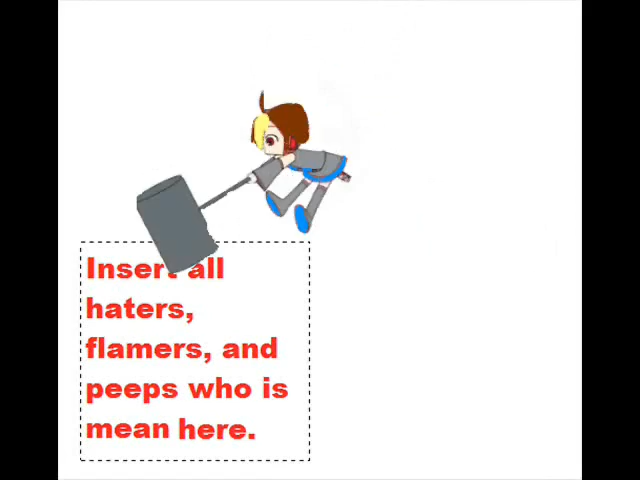 Insert all
haters,
flamers, and
peeps who is
mean here.